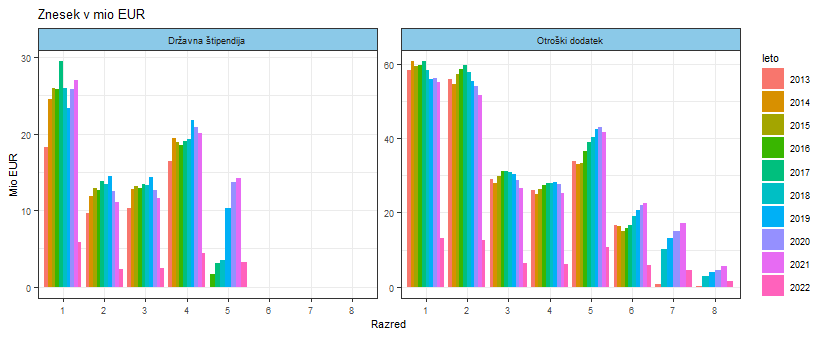 Znesek v mio EUR
Državna štipendija
Otroški dodatek
Mio EUR
30
20
10
0
60
40
20
0
1 2 3 4 5 6 7 8
1 2 3 4 5 6 7 8
Razred
leto
2013
2014
2015
2016
2017
2018
2019
2020
2021
2022